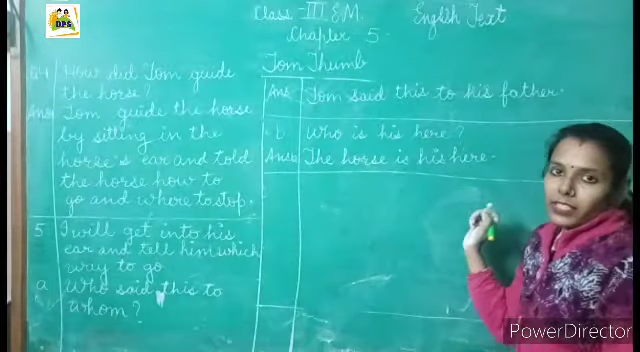 DPS
Class - III E.M. English Text
Chapter 5
Tom Thumb
Q4 How did Tom guide
the horse?
Ans Tom guide the horse
by sitting in the
horse's ear and told
the horse how to
go and where to stop.
5 I will get into his
ear and tell him which
way to go
a Who said this to
whom?
Ans Tom said this to his father.
b Who is his here?
Ans The horse is his here.
PowerDirector